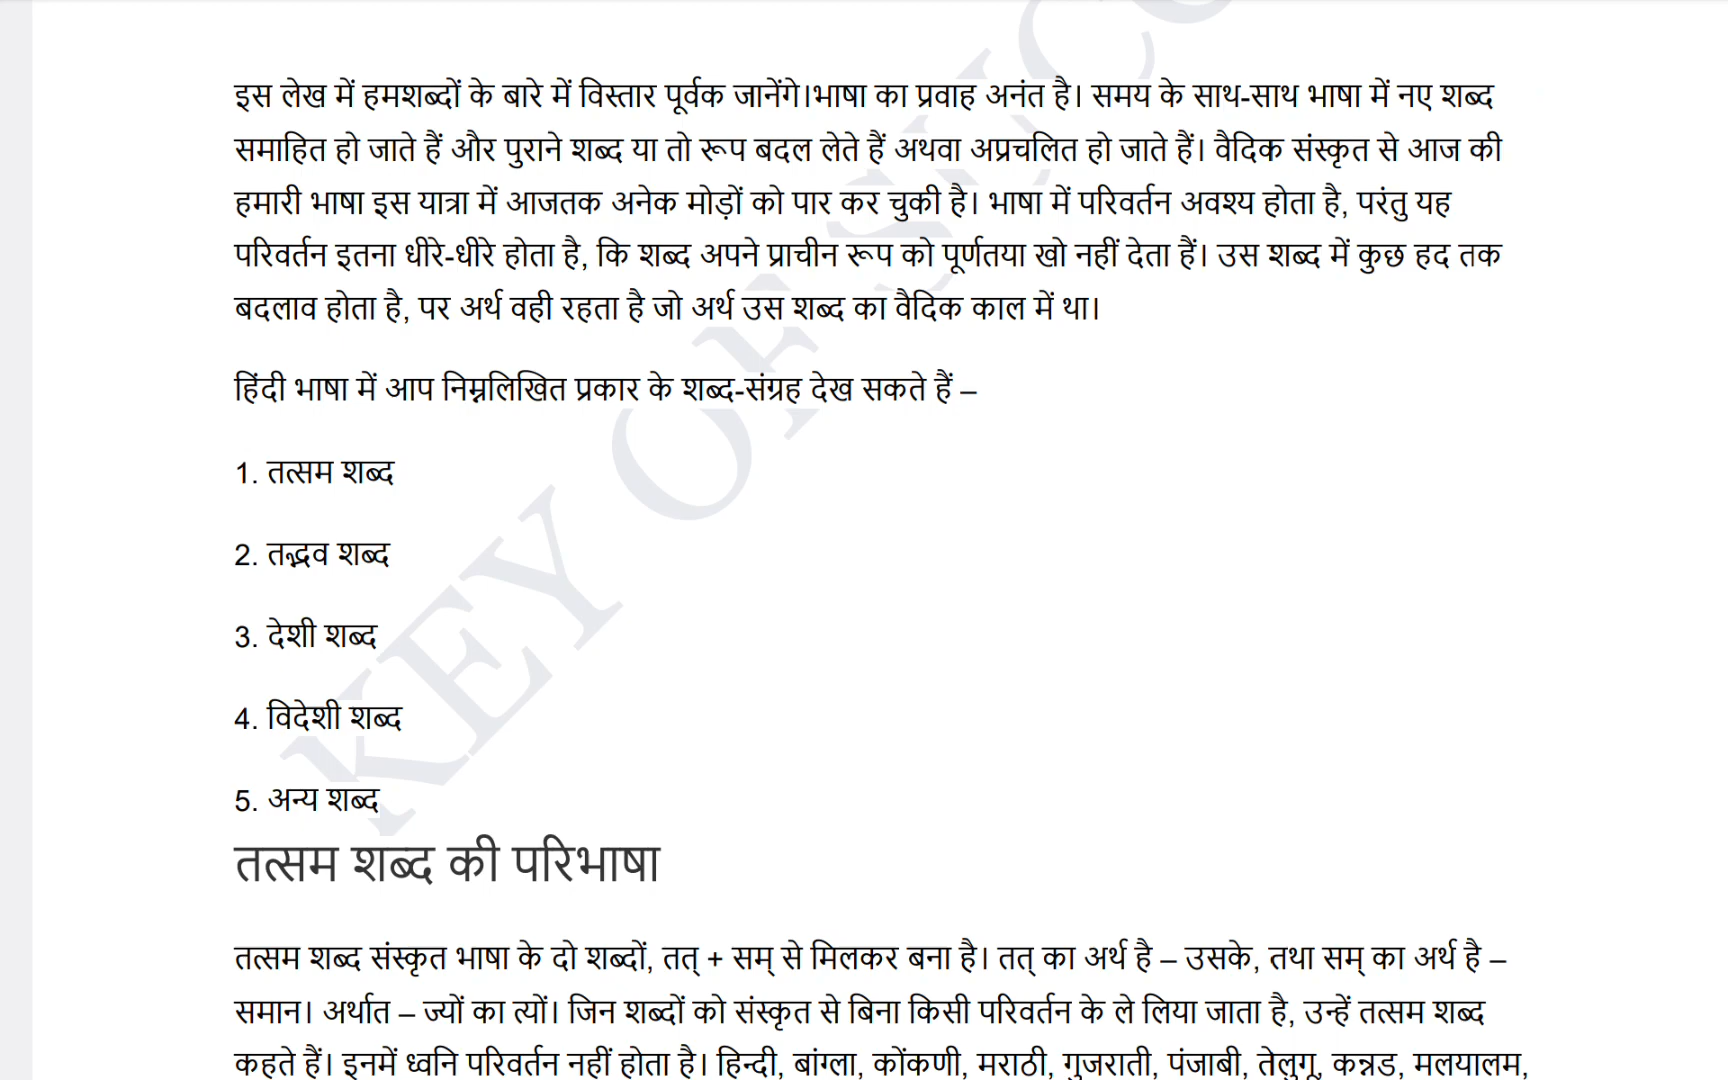 इस लेख में हमशब्दों के बारे में विस्तार पूर्वक जानेंगे।भाषा का प्रवाह अनंत है। समय के साथ-साथ भाषा में नए शब्द
समाहित हो जाते हैं और पुराने शब्द या तो रूप बदल लेते हैं अथवा अप्रचलित हो जाते हैं। वैदिक संस्कृत से आज की
हमारी भाषा इस यात्रा में आजतक अनेक मोड़ों को पार कर चुकी है। भाषा में परिवर्तन अवश्य होता है, परंतु यह
परिवर्तन इतना धीरे-धीरे होता है, कि शब्द अपने प्राचीन रूप को पूर्णतया खो नहीं देता हैं। उस शब्द में कुछ हद तक
बदलाव होता है, पर अर्थ वही रहता है जो अर्थ उस शब्द का वैदिक काल में था।
हिंदी भाषा में आप निम्नलिखित प्रकार के शब्द-संग्रह देख सकते हैं –
1. तत्सम शब्द
2. तद्भव शब्द
3. देशी शब्द
4. विदेशी शब्द
5. अन्य शब्द
तत्सम शब्द की परिभाषा
तत्सम शब्द संस्कृत भाषा के दो शब्दों, तत् + सम् से मिलकर बना है। तत् का अर्थ है – उसके, तथा सम् का अर्थ है –
समान। अर्थात – ज्यों का त्यों। जिन शब्दों को संस्कृत से बिना किसी परिवर्तन के ले लिया जाता है, उन्हें तत्सम शब्द
कहते हैं। इनमें ध्वनि परिवर्तन नहीं होता है। हिन्दी, बांग्ला, कोंकणी, मराठी, गुजराती, पंजाबी, तेलुगू, कन्नड, मलयालम,
KEY OF